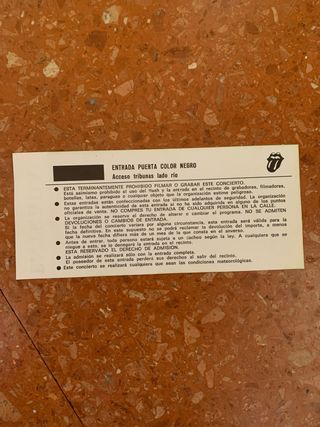 ENTRADA PUERTA COLOR NEGRO
Acceso tribunas lado río
● ESTA TERMINANTEMENTE PROHIBIDO FILMAR O GRABAR ESTE CONCIERTO.
Está asimismo prohibido el uso del flash y la entrada en el recinto de grabadoras, filmadoras,
botellas, latas, paraguas o cualquier objeto que la organización estime peligroso.
● Estas entradas están confeccionadas con los últimos adelantos de seguridad. La organización
no garantiza la autenticidad de esta entrada si no ha sido adquirida en alguno de los puntos
oficiales de venta. NO COMPRES TU ENTRADA DE CUALQUIER PERSONA EN LA CALLE.
● La organización se reserva el derecho de alterar o cambiar el programa. NO SE ADMITEN
DEVOLUCIONES O CAMBIOS DE ENTRADA.
● Si la fecha del concierto variara por alguna circunstancia, esta entrada será válida para la
fecha definitiva. En este supuesto no se podrá reclamar la devolución del importe, a menos
que la nueva fecha difiera más de un mes de la que consta en el anverso.
● Antes de entrar, toda persona estará sujeta a un cacheo según la ley. A cualquiera que se
niegue a esto, se le denegará la entrada en el recinto.
● ESTA RESERVADO EL DERECHO DE ADMISION.
● La admisión se realizará sólo con la entrada completa.
● El poseedor de esta entrada perderá sus derechos al salir del recinto.
● Este concierto se realizará cualquiera que sean las condiciones meteorológicas.